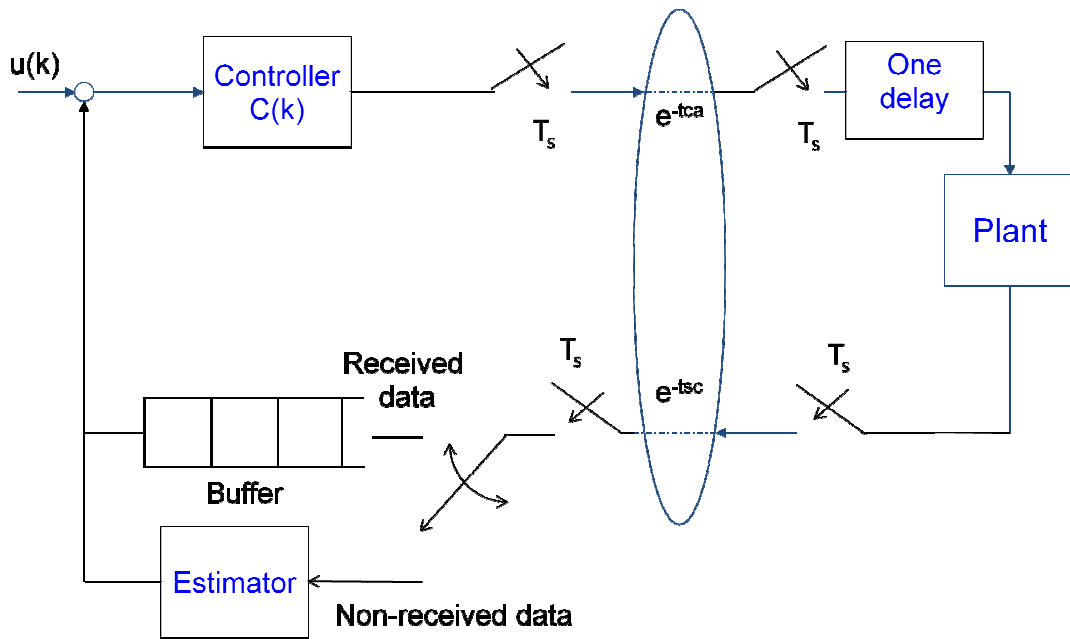 u(k)
Controller
C(k)
T_s
e^-tca
T_s
One
delay
Plant
Received
data
T_s
e^-tsc
T_s
Buffer
Estimator
Non-received data